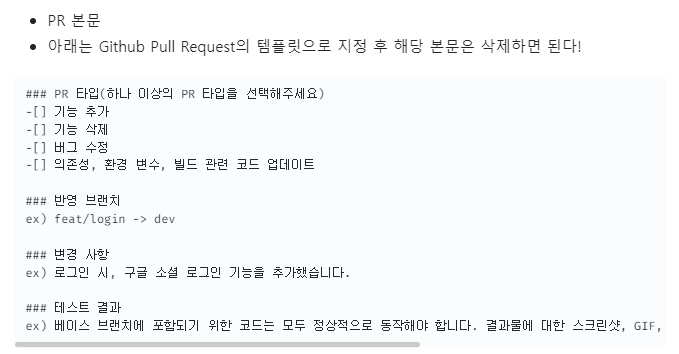 PR 본문
아래는 Github Pull Request의 템플릿으로 지정 후 해당 본문은 삭제하면 된다!
### PR 타입(하나 이상의 PR 타입을 선택해주세요)
-[] 기능 추가
-[] 기능 삭제
-[] 버그 수정
-[] 의존성, 환경 변수, 빌드 관련 코드 업데이트
### 반영 브랜치
ex) feat/login -> dev
### 변경 사항
ex) 로그인 시, 구글 소셜 로그인 기능을 추가했습니다.
### 테스트 결과
ex) 베이스 브랜치에 포함되기 위한 코드는 모두 정상적으로 동작해야 합니다. 결과물에 대한 스크린샷, GIF,